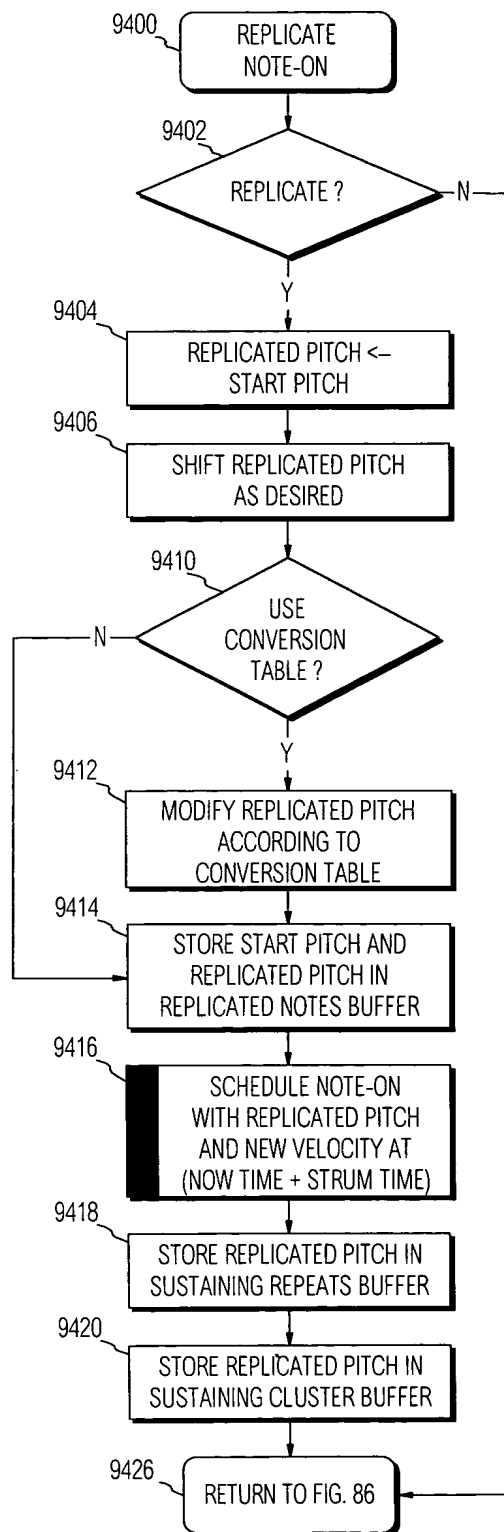 9400
REPLICATE
NOTE-ON
9402
REPLICATE ?
N
Y
9404
REPLICATED PITCH <–
START PITCH
9406
SHIFT REPLICATED PITCH
AS DESIRED
9410
USE
CONVERSION
TABLE ?
N
Y
9412
MODIFY REPLICATED PITCH
ACCORDING TO
CONVERSION TABLE
9414
STORE START PITCH AND
REPLICATED PITCH IN
REPLICATED NOTES BUFFER
9416
SCHEDULE NOTE-ON
WITH REPLICATED PITCH
AND NEW VELOCITY AT
(NOW TIME + STRUM TIME)
9418
STORE REPLICATED PITCH IN
SUSTAINING REPEATS BUFFER
9420
STORE REPLICATED PITCH IN
SUSTAINING CLUSTER BUFFER
9426
RETURN TO FIG. 86